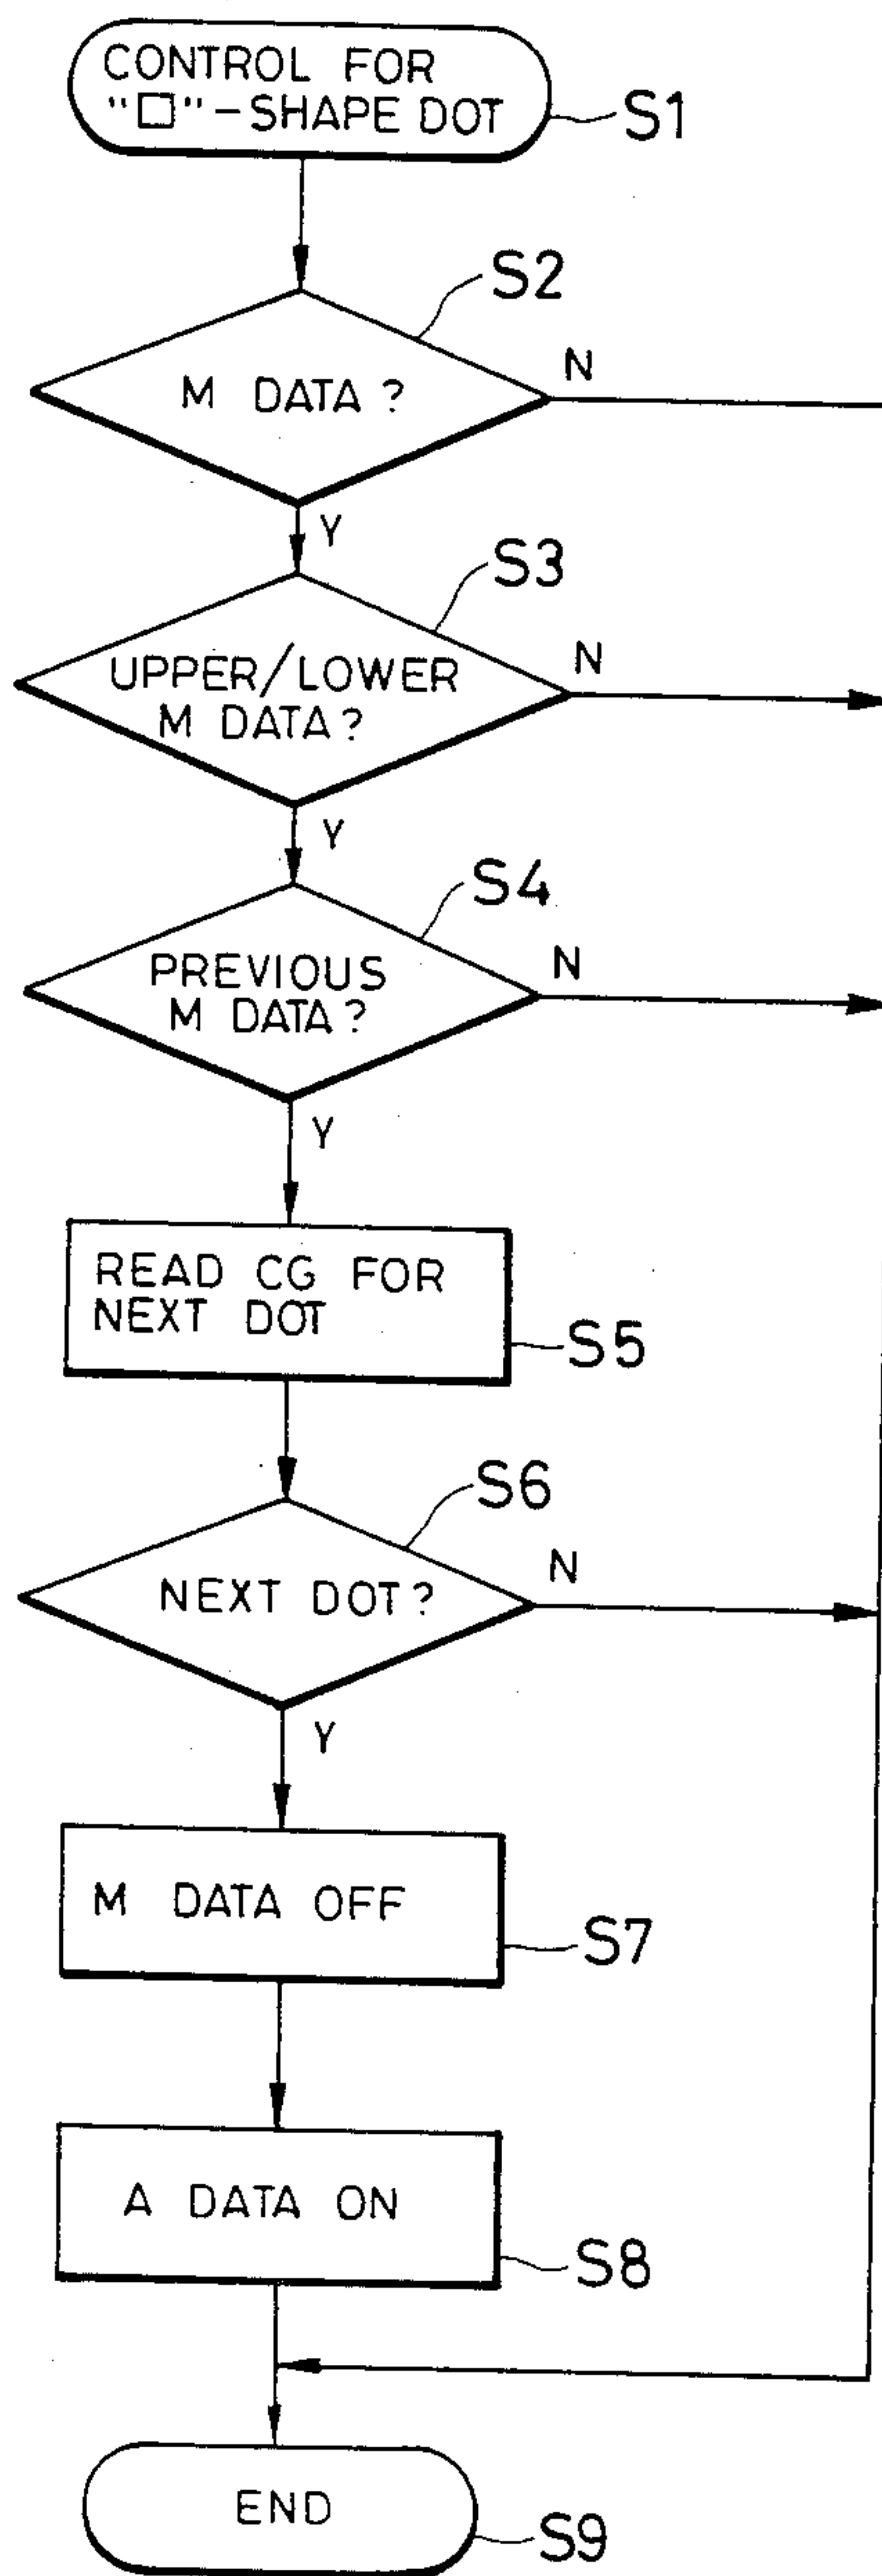 CONTROL FOR
"□"-SHAPE DOT
S1
S2
M DATA?
N
Y
S3
UPPER/LOWER
M DATA?
N
Y
S4
PREVIOUS
M DATA?
N
Y
READ CG FOR
NEXT DOT
S5
S6
NEXT DOT?
N
Y
M DATA OFF
S7
A DATA ON
S8
END
S9